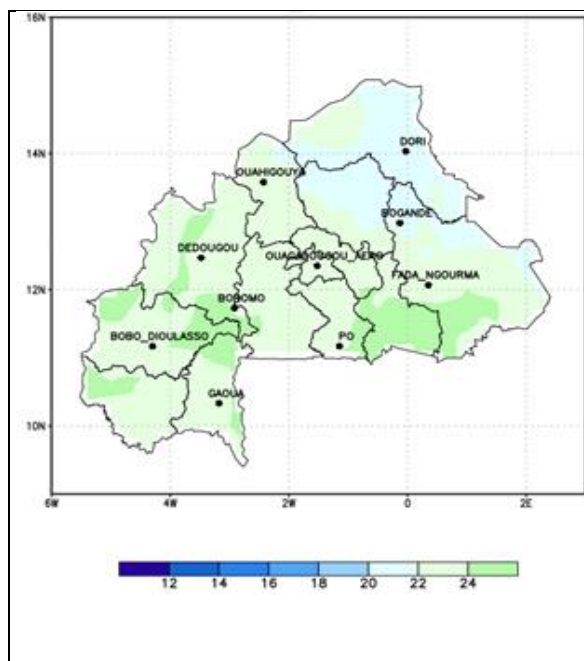 16N
DORI
14N
OUAHIGOUYA
BOGANDE
DEDOUGOU
OUAGADOUGOU_AERO
FADA_NGOURMA
12N
BOROMO
BOBO_DIOULASSO
PO
GAOUA
10N
6W 4W 2W 0 2E
12 14 16 18 20 22 24